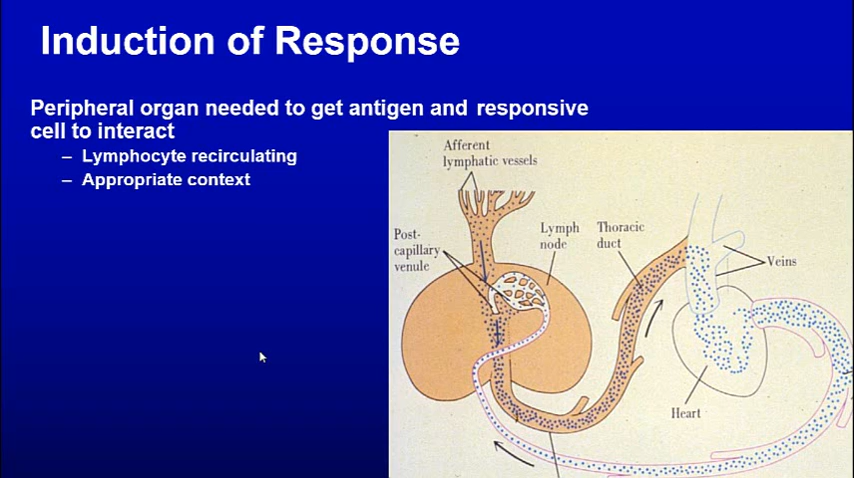 Induction of Response
Peripheral organ needed to get antigen and responsive
cell to interact
– Lymphocyte recirculating
– Appropriate context
Afferent
lymphatic vessels
Post-
capillary
venule
Lymph
node
Thoracic
duct
Veins
Heart